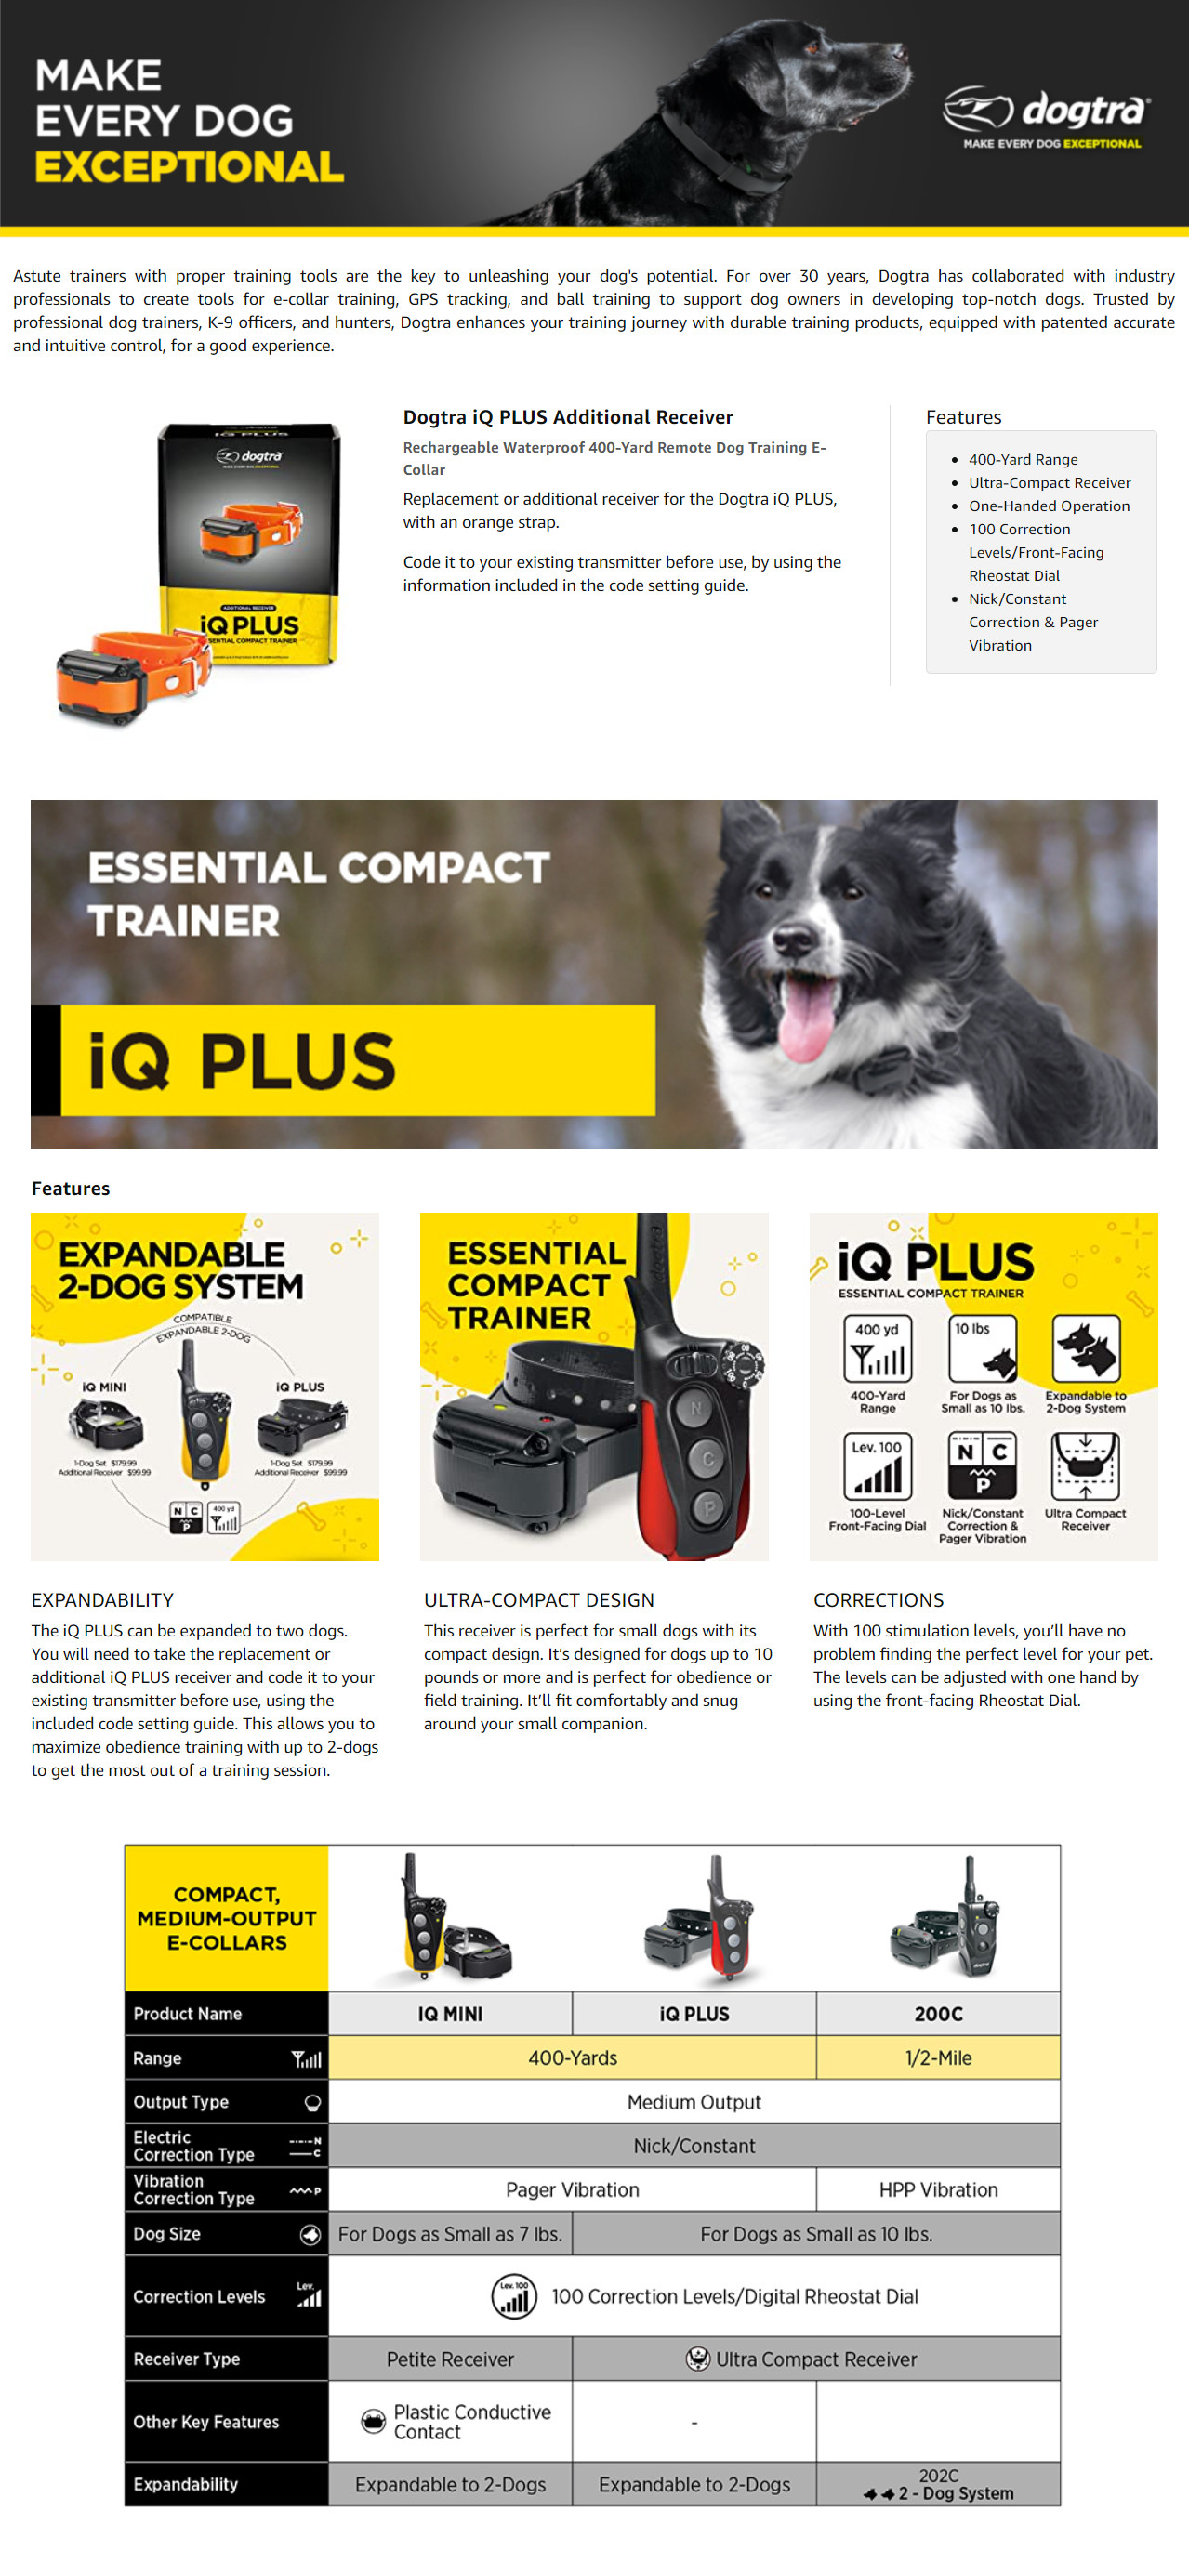 MAKE
EVERY DOG
EXCEPTIONAL
dogtra
MAKE EVERY DOG EXCEPTIONAL
Astute trainers with proper training tools are the key to unleashing your dog's potential. For over 30 years, Dogtra has collaborated with industry
professionals to create tools for e-collar training, GPS tracking, and ball training to support dog owners in developing top-notch dogs. Trusted by
professional dog trainers, K-9 officers, and hunters, Dogtra enhances your training journey with durable training products, equipped with patented accurate
and intuitive control, for a good experience.
dogtra
MAKE EVERY DOG EXCEPTIONAL
ADDITIONAL RECEIVER
iQ PLUS
SENTIAL COMPACT TRAINER
Dogtra iQ PLUS Additional Receiver
Rechargeable Waterproof 400-Yard Remote Dog Training E-
Collar
Replacement or additional receiver for the Dogtra iQ PLUS,
with an orange strap.
Code it to your existing transmitter before use, by using the
information included in the code setting guide.
Features
• 400-Yard Range
• Ultra-Compact Receiver
• One-Handed Operation
• 100 Correction
Levels/Front-Facing
Rheostat Dial
• Nick/Constant
Correction & Pager
Vibration
ESSENTIAL COMPACT
TRAINER
iQ PLUS
Features
EXPANDABLE
2-DOG SYSTEM
COMPATIBLE
EXPANDABLE 2-DOG
iQ MINI
iQ PLUS
1-Dog Set $179.99
Additional Receiver $99.99
1-Dog Set $179.99
Additional Receiver $99.99
N C
P
400 yd
ESSENTIAL
COMPACT
TRAINER
dogtra
N
C
P
iQ PLUS
ESSENTIAL COMPACT TRAINER
400 yd
10 lbs
400-Yard
Range
For Dogs as
Small as 10 lbs.
Expandable to
2-Dog System
Lev. 100
N C
P
100-Level
Front-Facing Dial
Nick/Constant
Correction &
Pager Vibration
Ultra Compact
Receiver
EXPANDABILITY
The iQ PLUS can be expanded to two dogs.
You will need to take the replacement or
additional iQ PLUS receiver and code it to your
existing transmitter before use, using the
included code setting guide. This allows you to
maximize obedience training with up to 2-dogs
to get the most out of a training session.
ULTRA-COMPACT DESIGN
This receiver is perfect for small dogs with its
compact design. It's designed for dogs up to 10
pounds or more and is perfect for obedience or
field training. It'll fit comfortably and snug
around your small companion.
CORRECTIONS
With 100 stimulation levels, you'll have no
problem finding the perfect level for your pet.
The levels can be adjusted with one hand by
using the front-facing Rheostat Dial.
COMPACT,
MEDIUM-OUTPUT
E-COLLARS
Product Name IQ MINI iQ PLUS 200C
Range 400-Yards 1/2-Mile
Output Type Medium Output
Electric
Correction Type N C Nick/Constant
Vibration
Correction Type P Pager Vibration HPP Vibration
Dog Size For Dogs as Small as 7 lbs. For Dogs as Small as 10 lbs.
Correction Levels Lev. Lev. 100 100 Correction Levels/Digital Rheostat Dial
Receiver Type Petite Receiver Ultra Compact Receiver
Other Key Features Plastic Conductive
Contact -
Expandability Expandable to 2-Dogs Expandable to 2-Dogs 202C
2 - Dog System